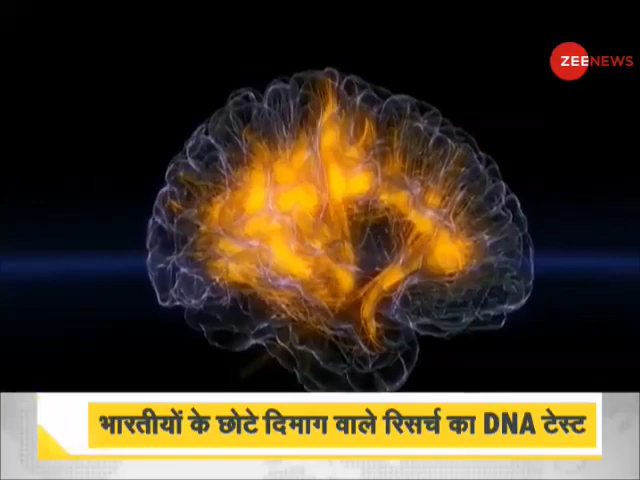 ZEENEWS
भारतीयों के छोटे दिमाग वाले रिसर्च का DNA टेस्ट